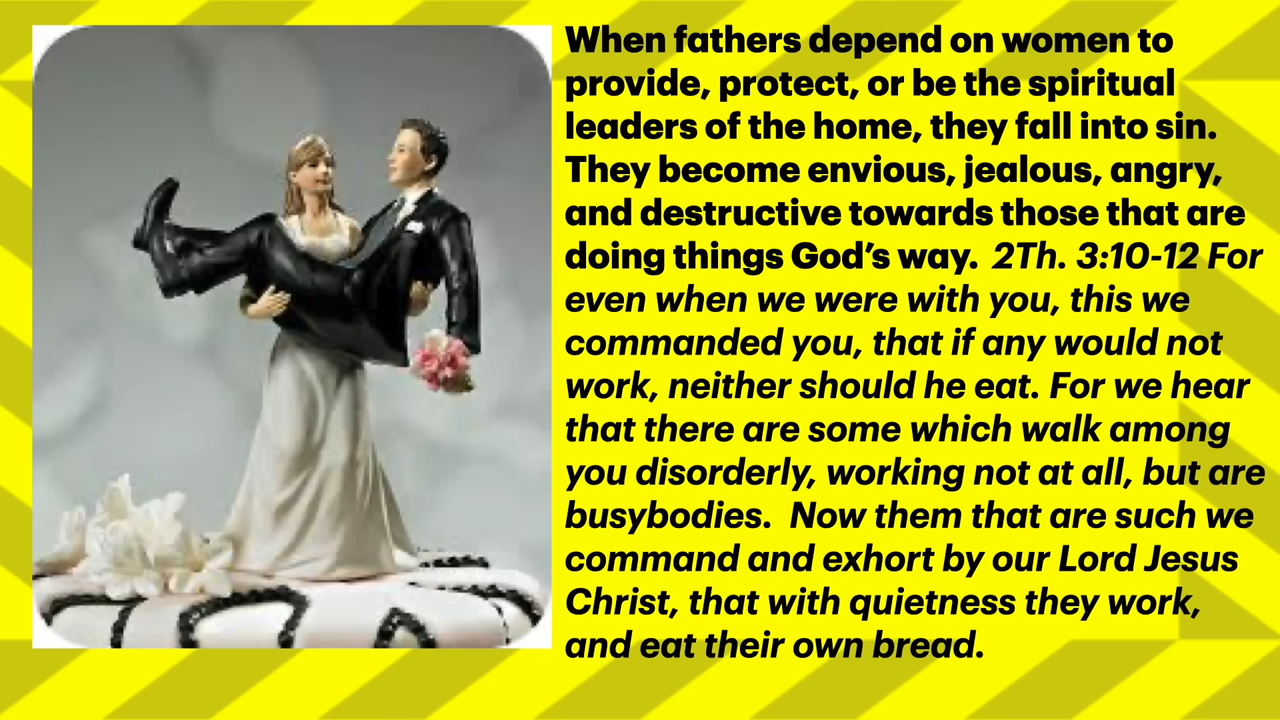 When fathers depend on women to
provide, protect, or be the spiritual
leaders of the home, they fall into sin.
They become envious, jealous, angry,
and destructive towards those that are
doing things God’s way.  2Th. 3:10-12 For
even when we were with you, this we
commanded you, that if any would not
work, neither should he eat. For we hear
that there are some which walk among
you disorderly, working not at all, but are
busybodies.  Now them that are such we
command and exhort by our Lord Jesus
Christ, that with quietness they work,
and eat their own bread.